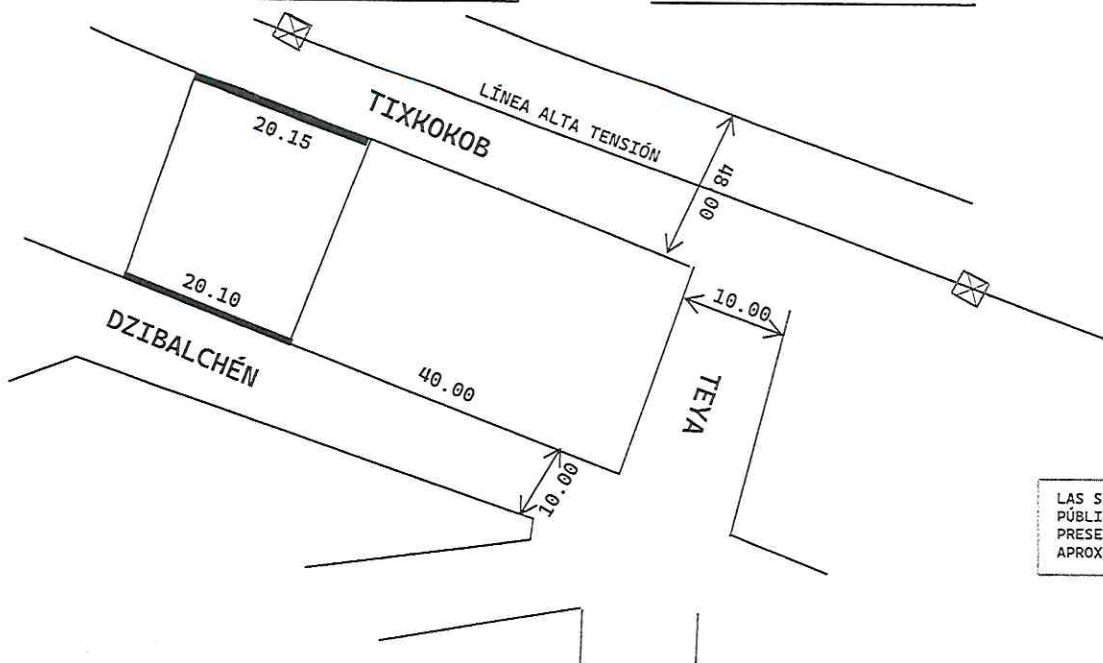 LÍNEA ALTA TENSIÓN
TIXKOKOB
20.15
48 00
20.10
10.00
DZIBALCHÉN
40.00
TEYA
10.00
LAS S
PÚBLI
PRESE
APROX